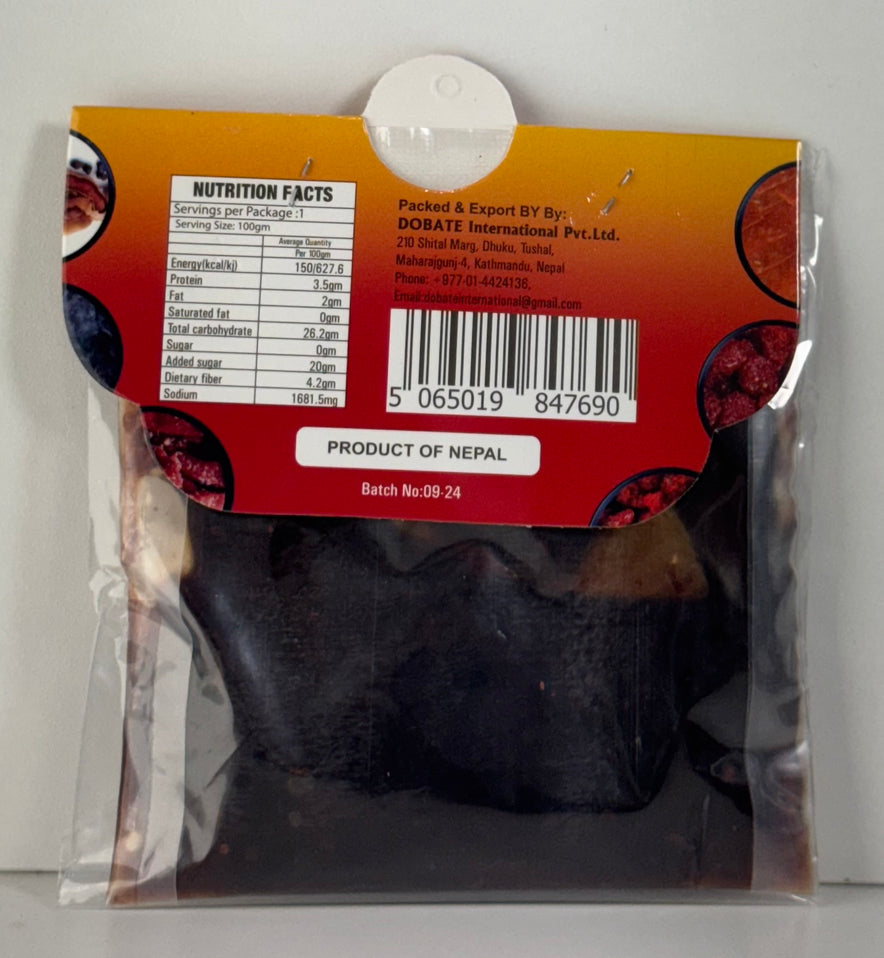 NUTRITION FACTS
Servings per Package :1
Serving Size: 100gm
Average Quantity
Per 100gm
Energy(kcal/kj) 150/627.6
Protein 3.5gm
Fat 2gm
Saturated fat 0gm
Total carbohydrate 26.2gm
Sugar 0gm
Added sugar 20gm
Dietary fiber 4.2gm
Sodium 1681.5mg
Packed & Export BY By:
DOBATE International Pvt.Ltd.
210 Shital Marg, Dhuku, Tushal,
Maharajgunj-4, Kathmandu, Nepal
Phone: +977-01-4424136,
Email:dobateinternational@gmail.com
5 065019 847690
PRODUCT OF NEPAL
Batch No:09-24